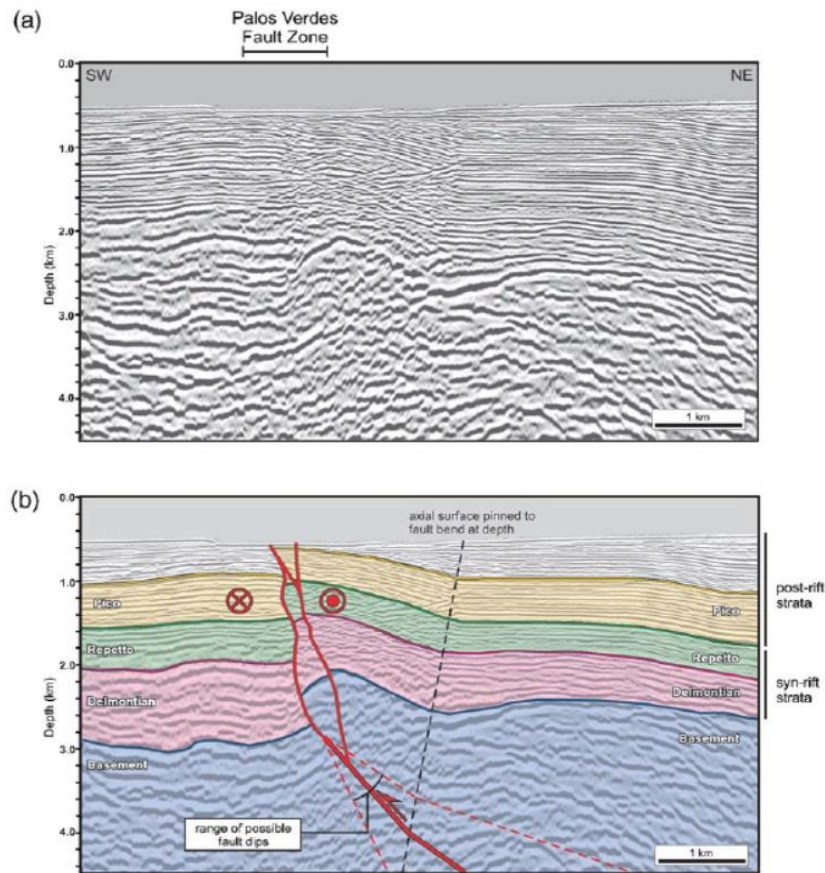 (a)
Palos Verdes
Fault Zone
SW
NE
0.0
1.0
2.0
3.0
4.0
Depth (km)
1 km
(b)
0.0
1.0
2.0
3.0
4.0
Depth (km)
axial surface pinned to
fault bend at depth
Pico
Pico
Repetto
Repetto
Delmontian
Delmontian
Basement
Basement
post-rift
strata
syn-rift
strata
range of possible
fault dips
1 km